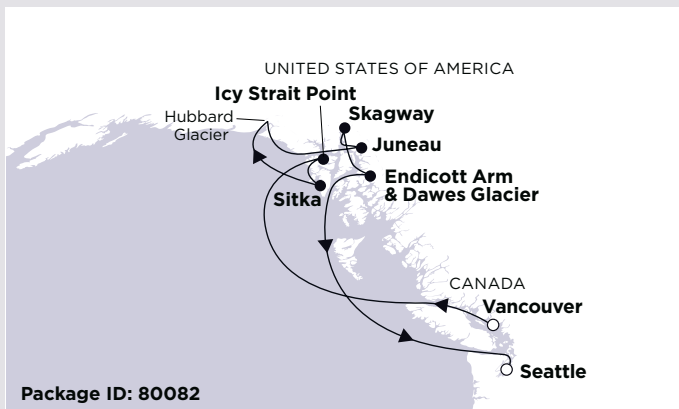 UNITED STATES OF AMERICA
Icy Strait Point
Hubbard
Glacier
Skagway
Juneau
Endicott Arm
& Dawes Glacier
Sitka
CANADA
Vancouver
Seattle
Package ID: 80082